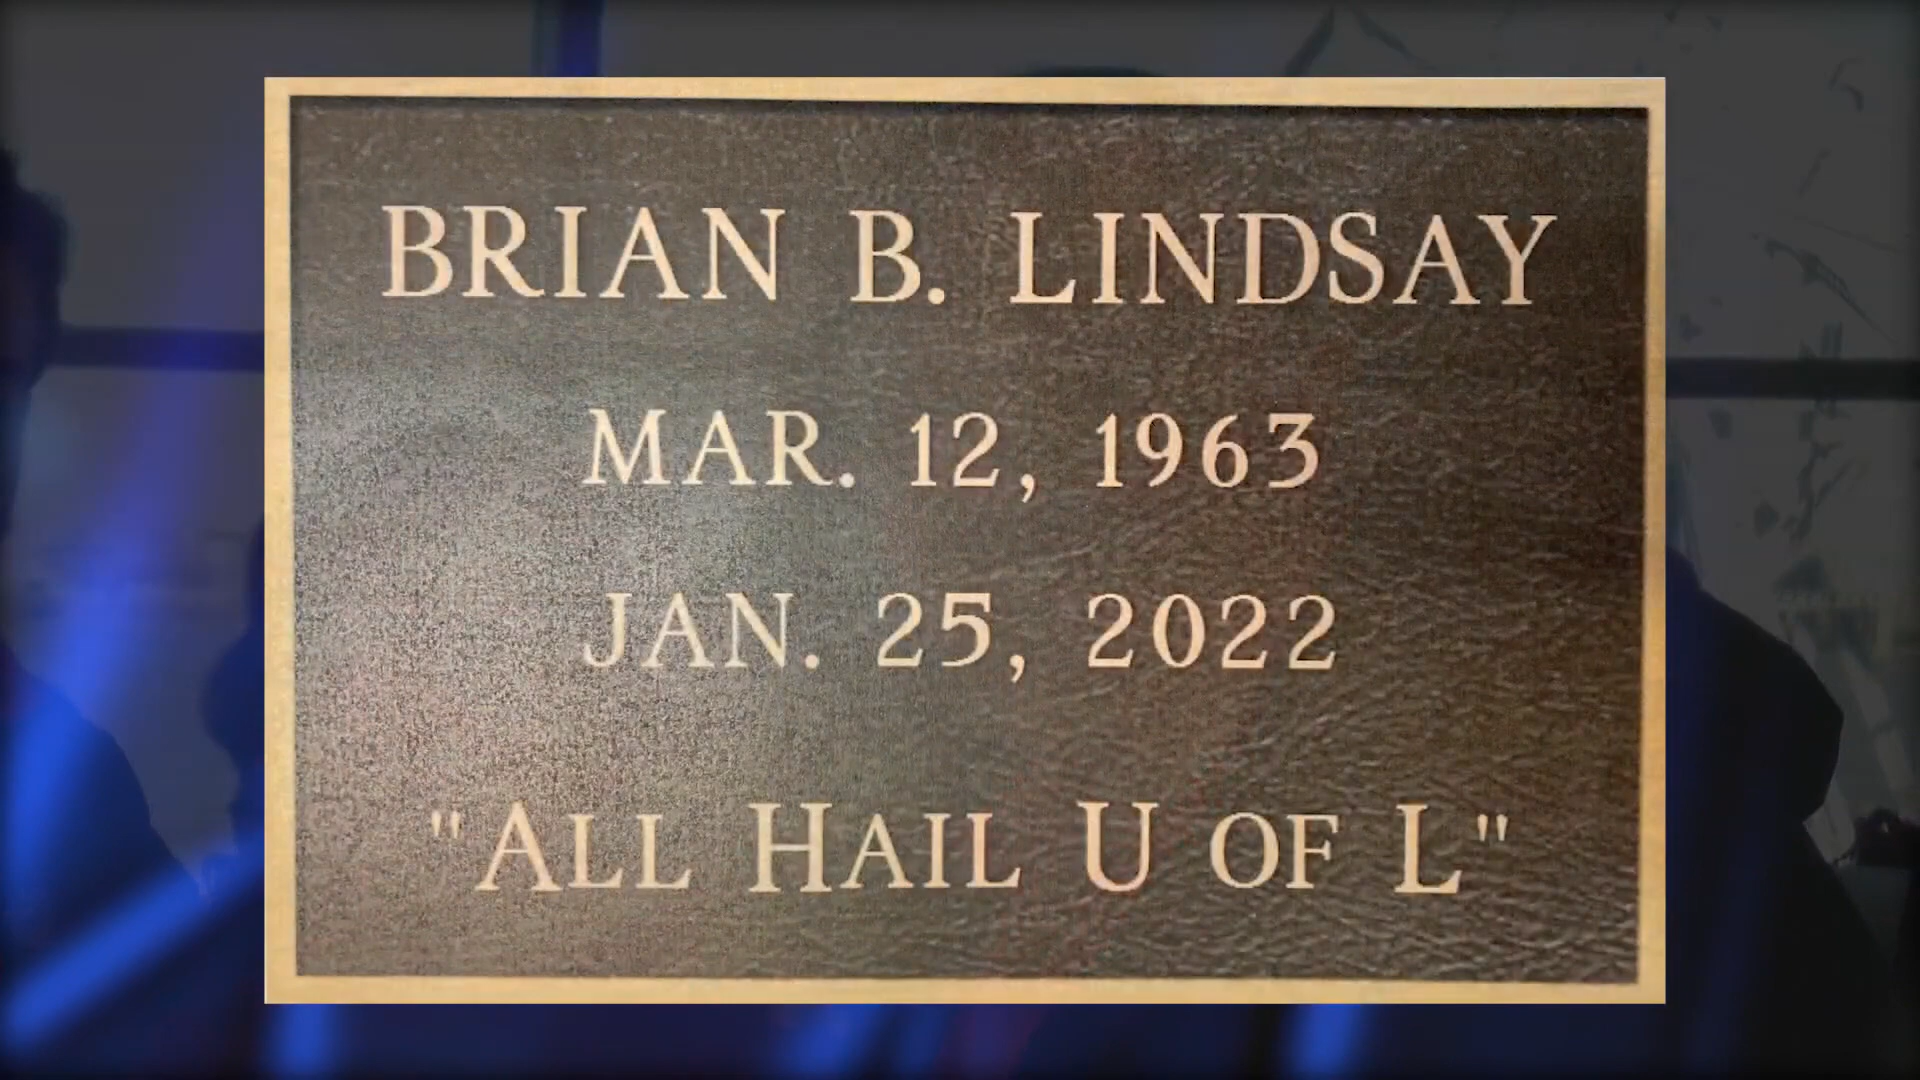 BRIAN B. LINDSAY
MAR. 12, 1963
JAN. 25, 2022
"ALL HAIL U OF L"